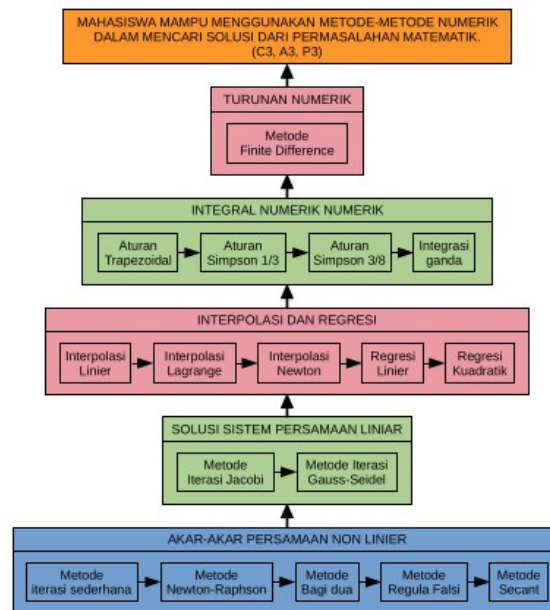 MAHASISWA MAMPU MENGGUNAKAN METODE-METODE NUMERIK
DALAM MENCARI SOLUSI DARI PERMASALAHAN MATEMATIK.
(C3, A3, P3)
TURUNAN NUMERIK
Metode
Finite Difference
INTEGRAL NUMERIK NUMERIK
Aturan
Trapezoidal
Aturan
Simpson 1/3
Aturan
Simpson 3/8
Integrasi
ganda
INTERPOLASI DAN REGRESI
Interpolasi
Linier
Interpolasi
Lagrange
Interpolasi
Newton
Regresi
Linier
Regresi
Kuadratik
SOLUSI SISTEM PERSAMAAN LINIAR
Metode
Iterasi Jacobi
Metode Iterasi
Gauss-Seidel
AKAR-AKAR PERSAMAAN NON LINIER
Metode
iterasi sederhana
Metode
Newton-Raphson
Metode
Bagi dua
Metode
Regula Falsi
Metode
Secant